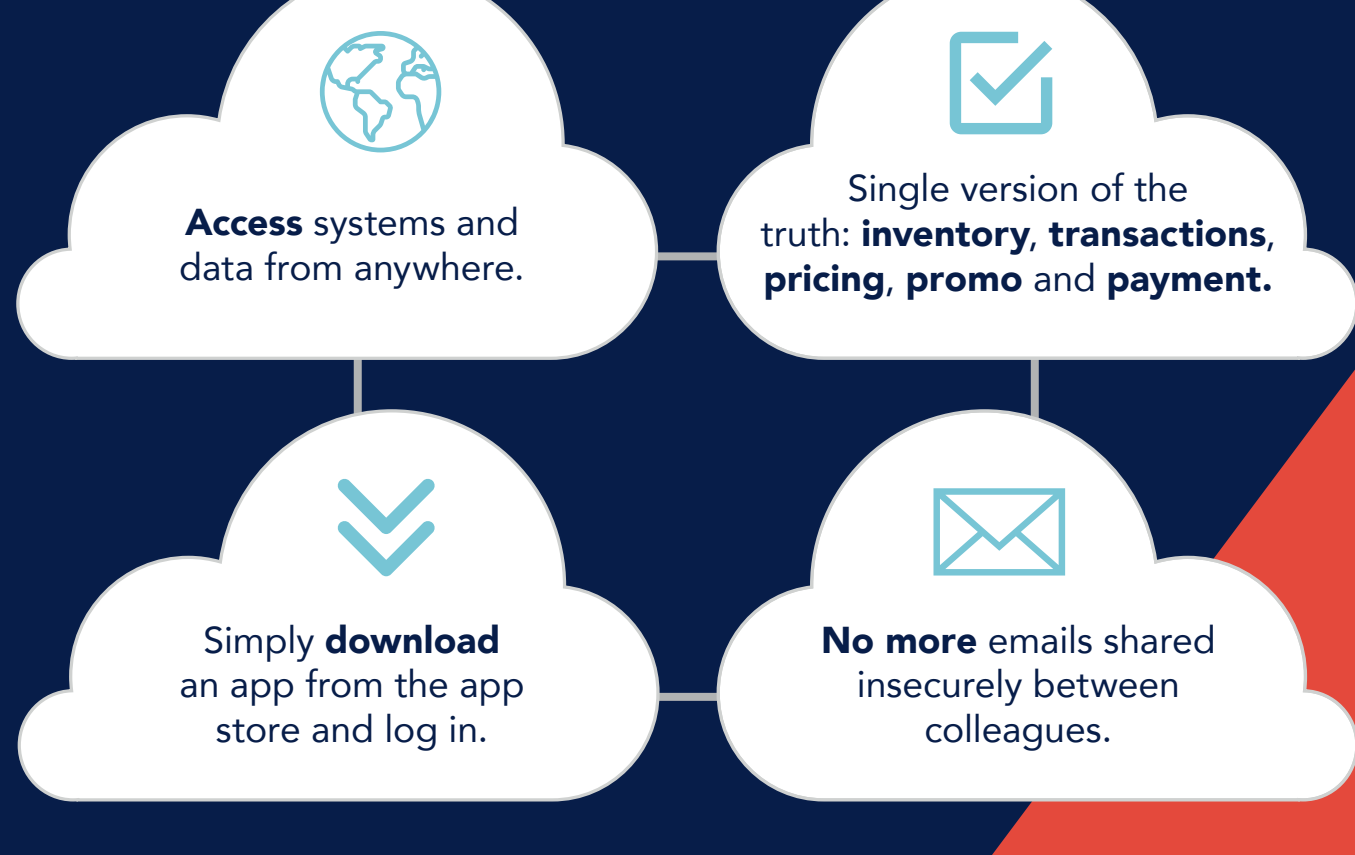 Access systems and
data from anywhere.
Single version of the
truth: inventory, transactions,
pricing, promo and payment.
Simply download
an app from the app
store and log in.
No more emails shared
insecurely between
colleagues.